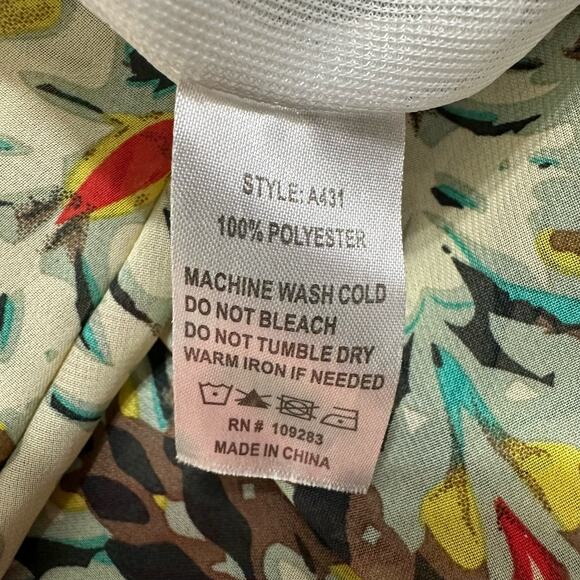 STYLE: A431
100% POLYESTER
MACHINE WASH COLD
DO NOT BLEACH
DO NOT TUMBLE DRY
WARM IRON IF NEEDED
RN# 109283
MADE IN CHINA